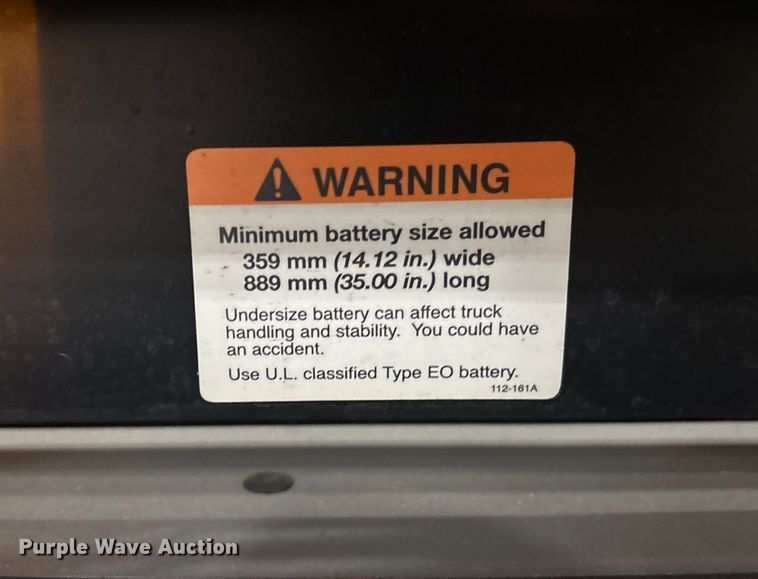 WARNING
Minimum battery size allowed
359 mm (14.12 in.) wide
889 mm (35.00 in.) long
Undersize battery can affect truck
handling and stability. You could have
an accident.
Use U.L. classified Type EO battery.
112-161A
Purple Wave Auction